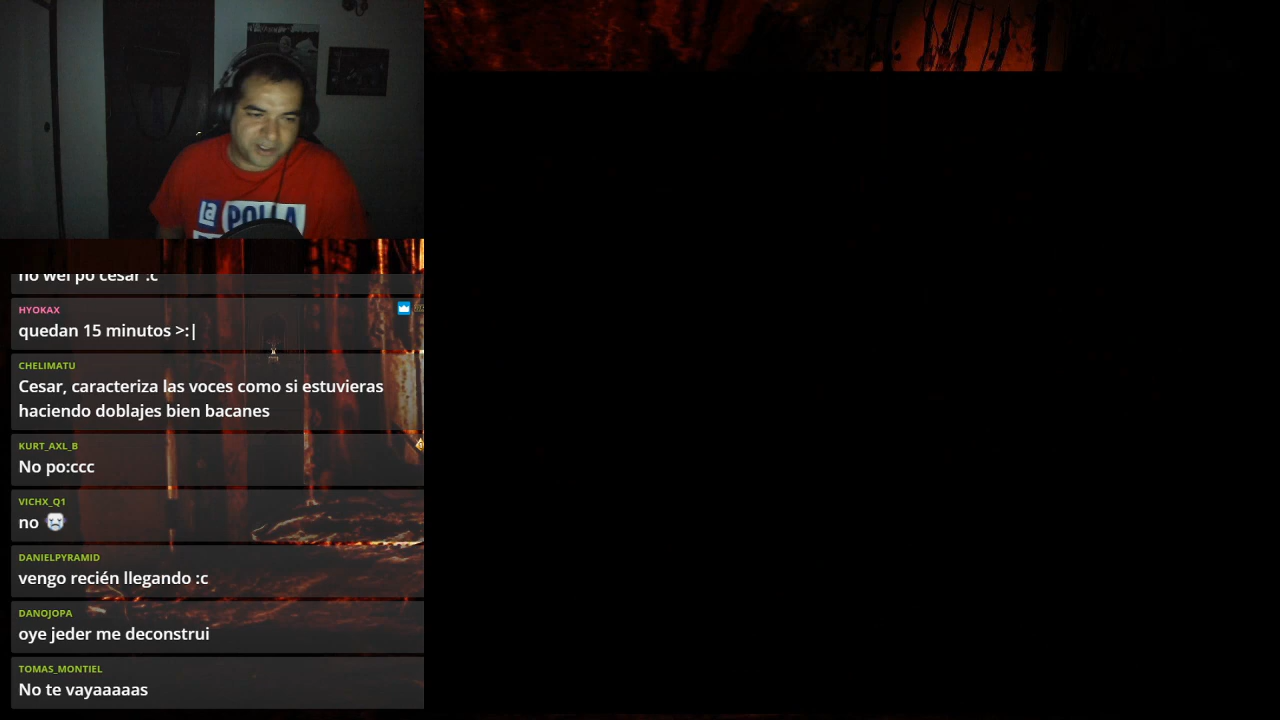 la POLLA
no wei po cesar :c
HYOKAX
quedan 15 minutos >:|
CHELIMATU
Cesar, caracteriza las voces como si estuvieras
haciendo doblajes bien bacanes
KURT_AXL_B
No po:ccc
VICHX_Q1
no
DANIELPYRAMID
vengo recién llegando :c
DANOJOPA
oye jeder me deconstrui
TOMAS_MONTIEL
No te vayaaaaas